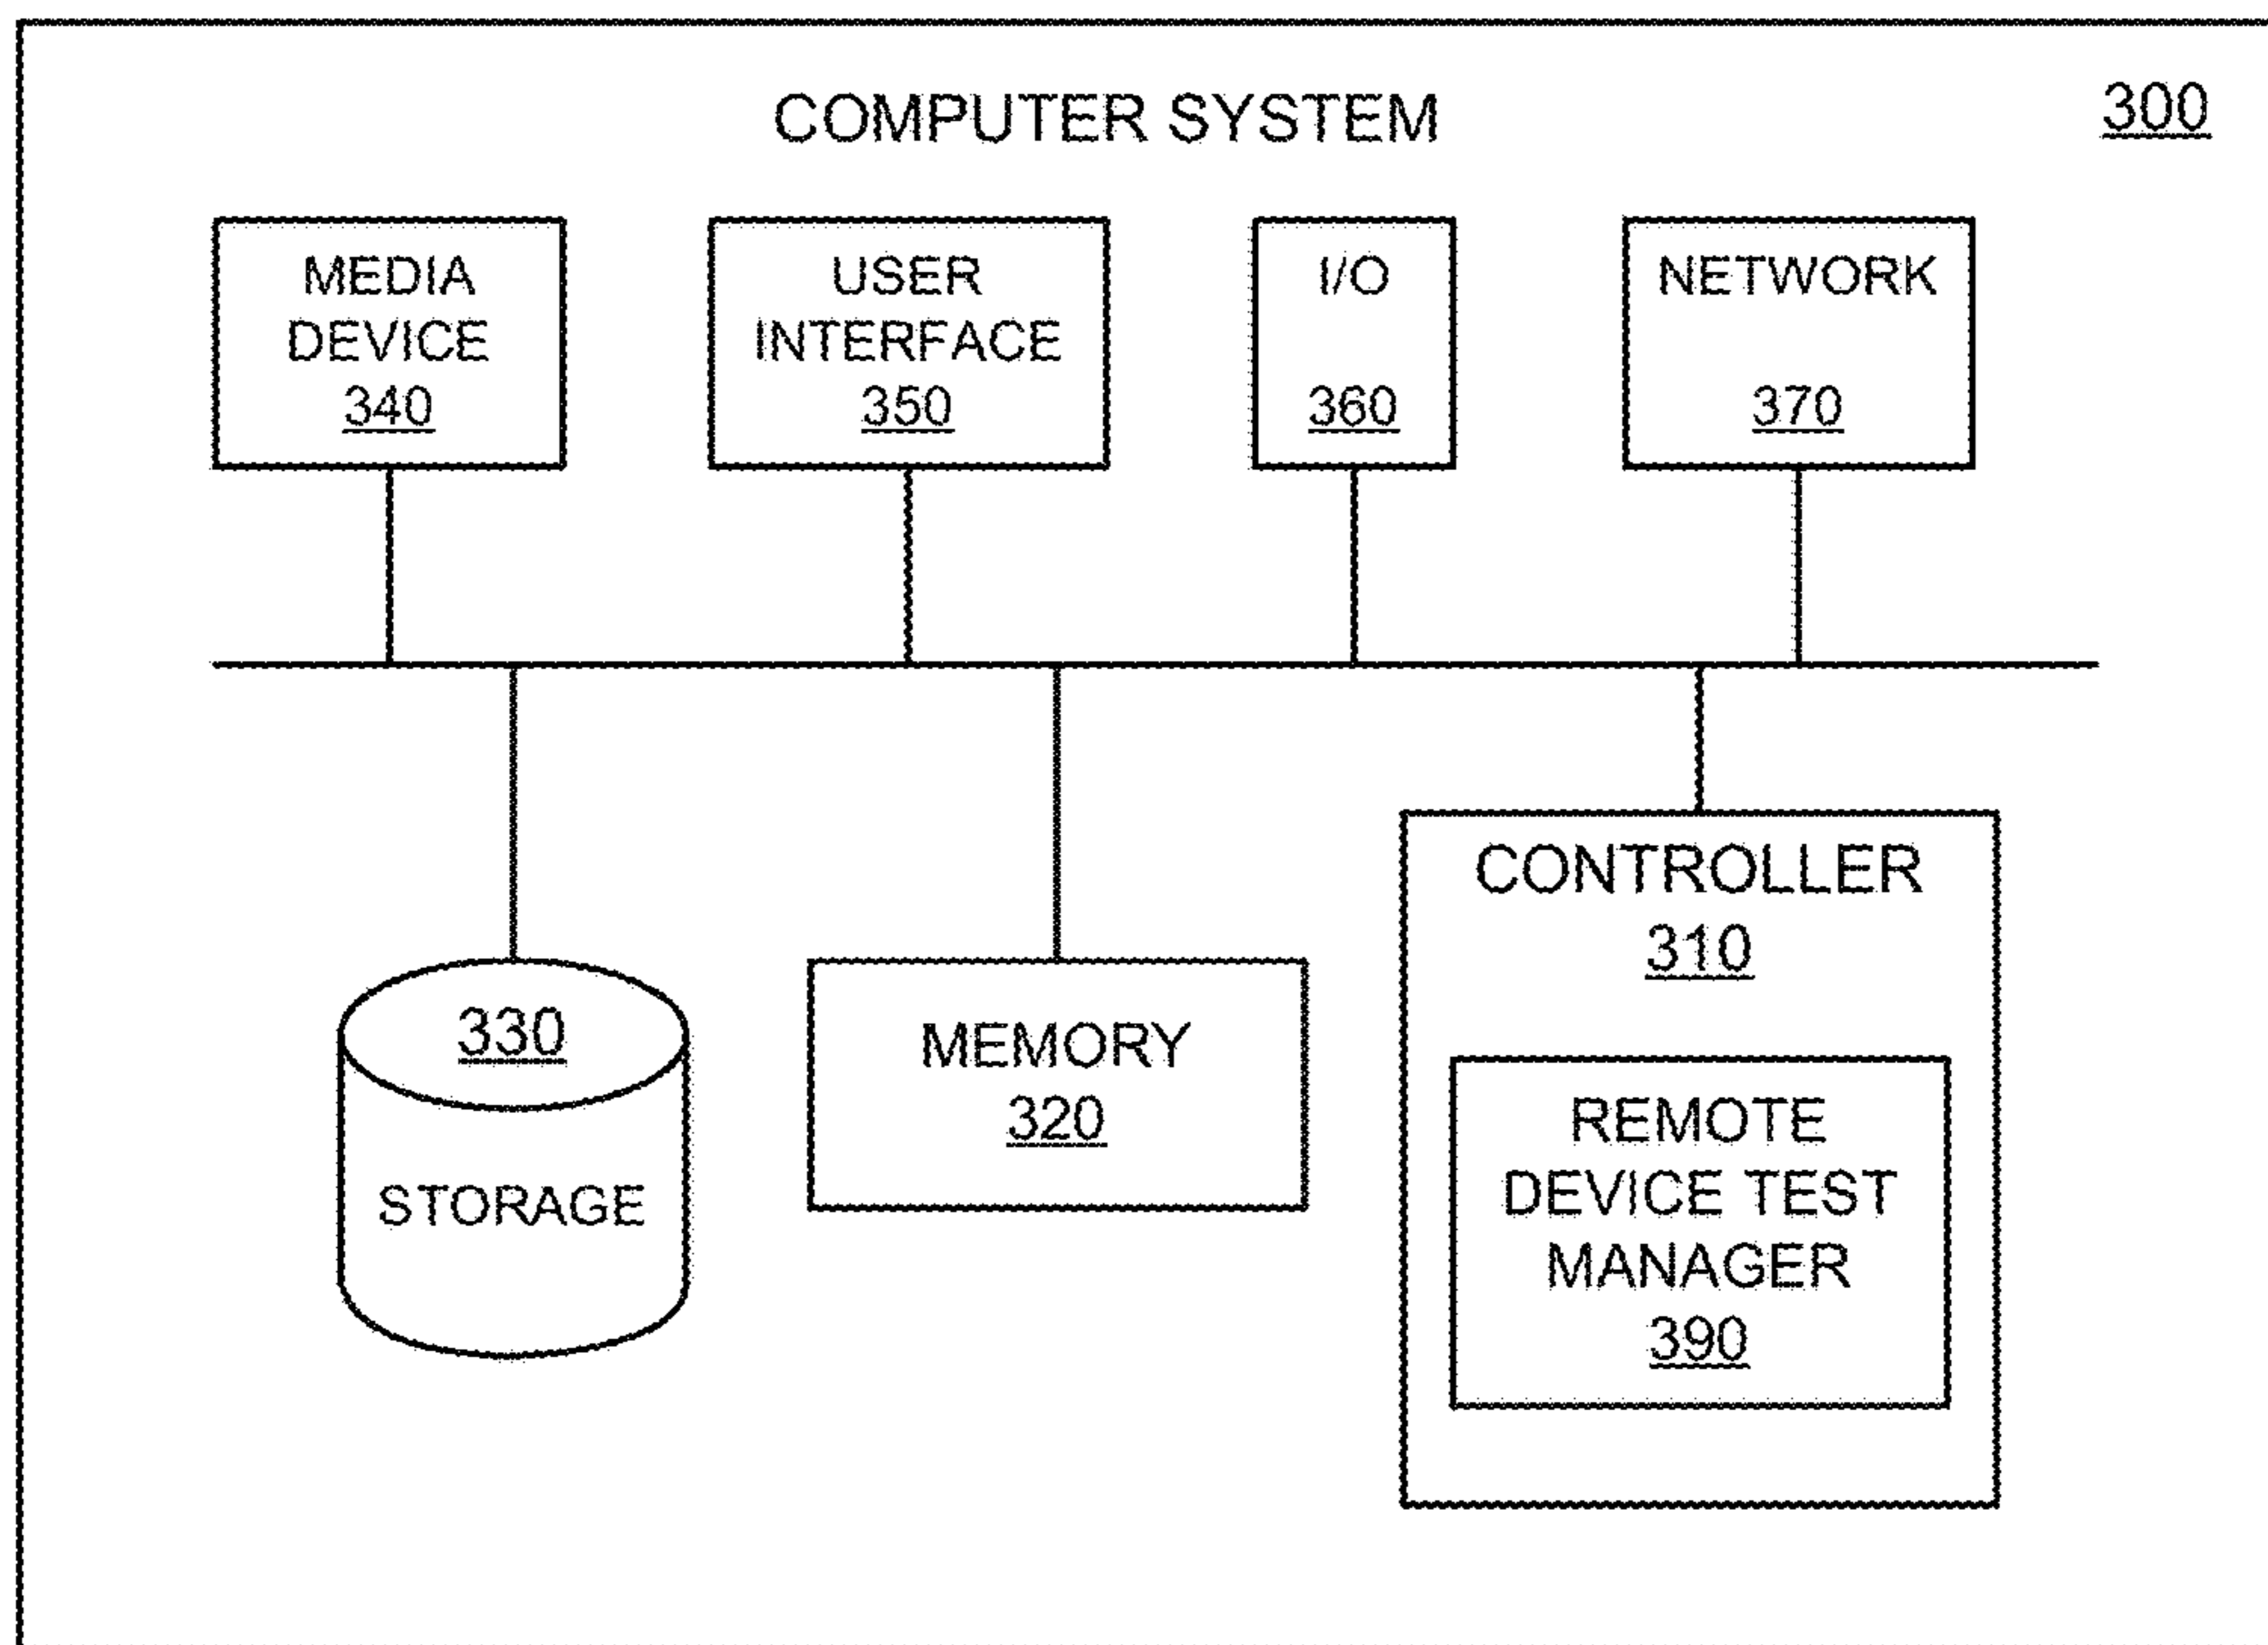 COMPUTER SYSTEM
300
MEDIA
DEVICE
340
USER
INTERFACE
350
I/O
360
NETWORK
370
330
STORAGE
MEMORY
320
CONTROLLER
310
REMOTE
DEVICE TEST
MANAGER
390